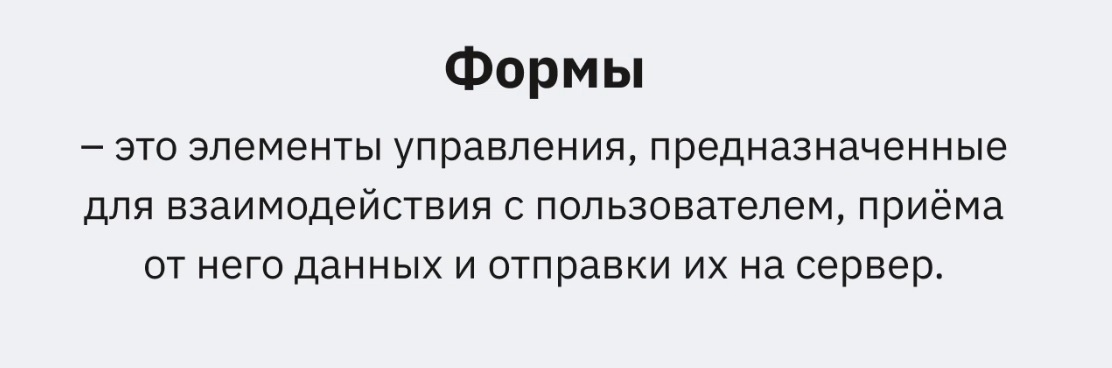 Формы
– это элементы управления, предназначенные
для взаимодействия с пользователем, приёма
от него данных и отправки их на сервер.